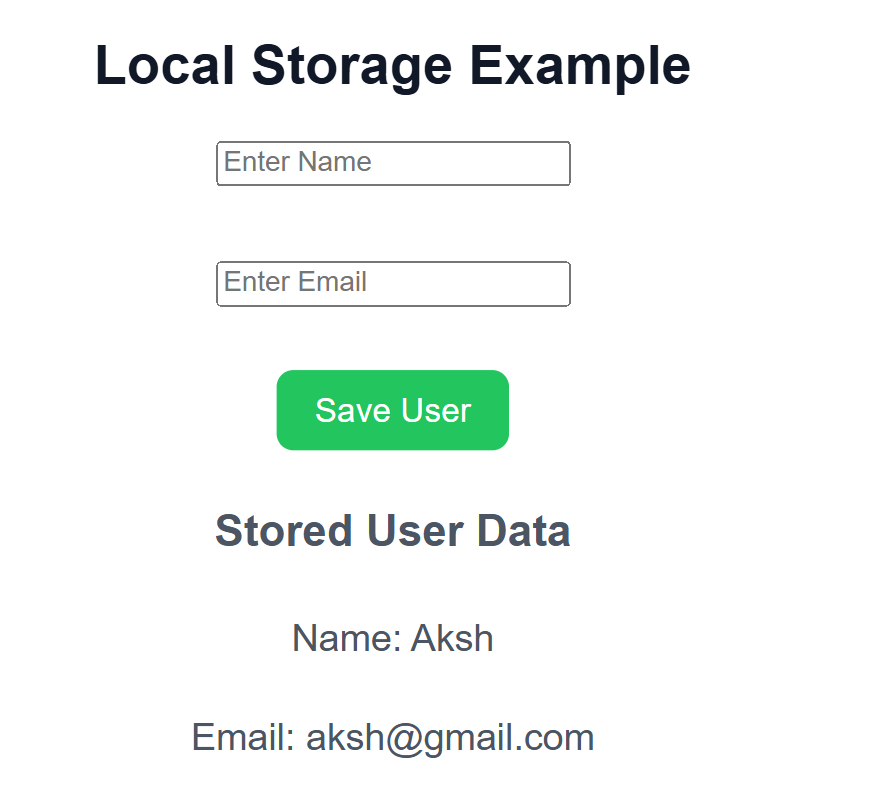 Local Storage Example
Enter Name
Enter Email
Save User
Stored User Data
Name: Aksh
Email: aksh@gmail.com